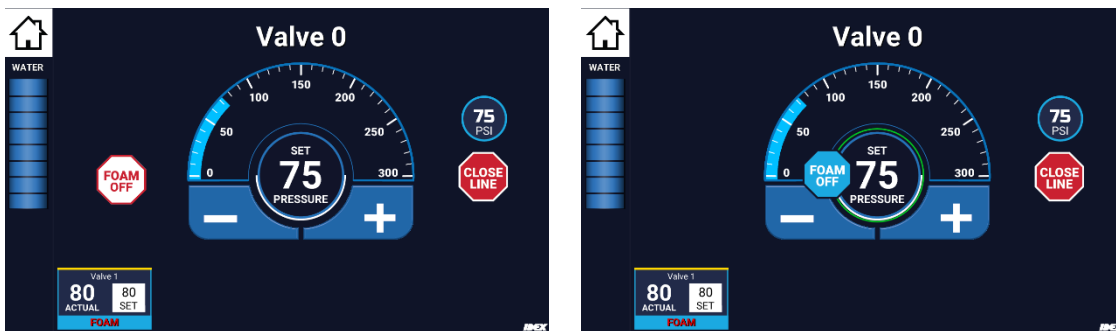 Valve 0
WATER
150
100
200
50
250
0
300
SET
75
PRESSURE
75
PSI
FOAM
OFF
CLOSE
LINE
Valve 1
80
ACTUAL
80
SET
FOAM
IDEX
Valve 0
WATER
150
100
200
50
250
0
300
SET
75
PRESSURE
75
PSI
FOAM
OFF
CLOSE
LINE
Valve 1
80
ACTUAL
80
SET
FOAM
IDEX